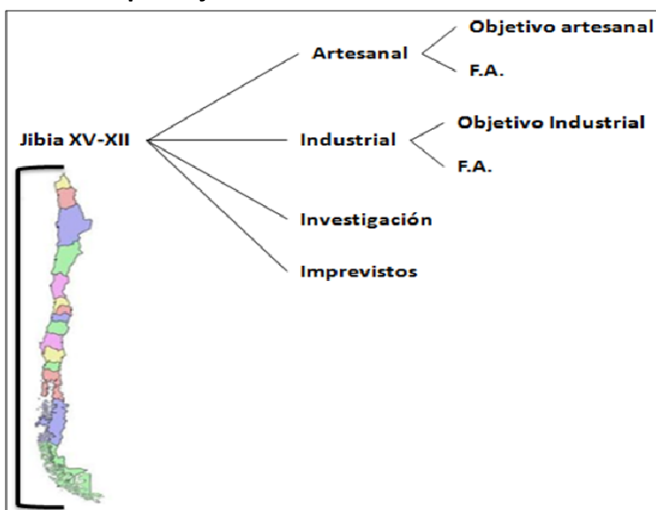 Objetivo artesanal
Artesanal
F.A.
Objetivo Industrial
Jibia XV-XII
Industrial
F.A.
Investigación
Imprevistos